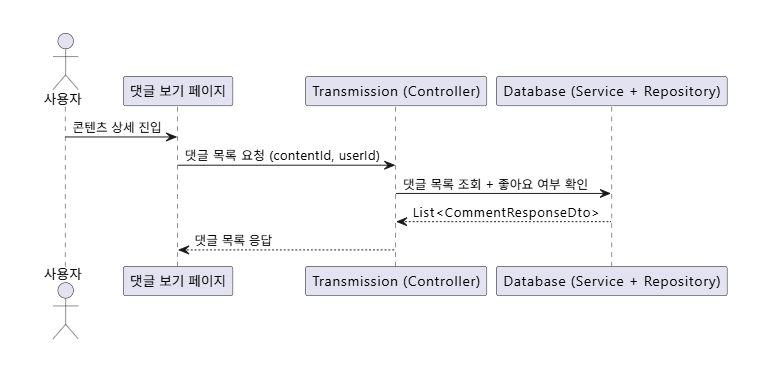 사용자
댓글 보기 페이지
Transmission (Controller)
Database (Service + Repository)
콘텐츠 상세 진입
댓글 목록 요청 (contentId, userId)
댓글 목록 조회 + 좋아요 여부 확인
List<CommentResponseDto>
댓글 목록 응답
사용자
댓글 보기 페이지
Transmission (Controller)
Database (Service + Repository)